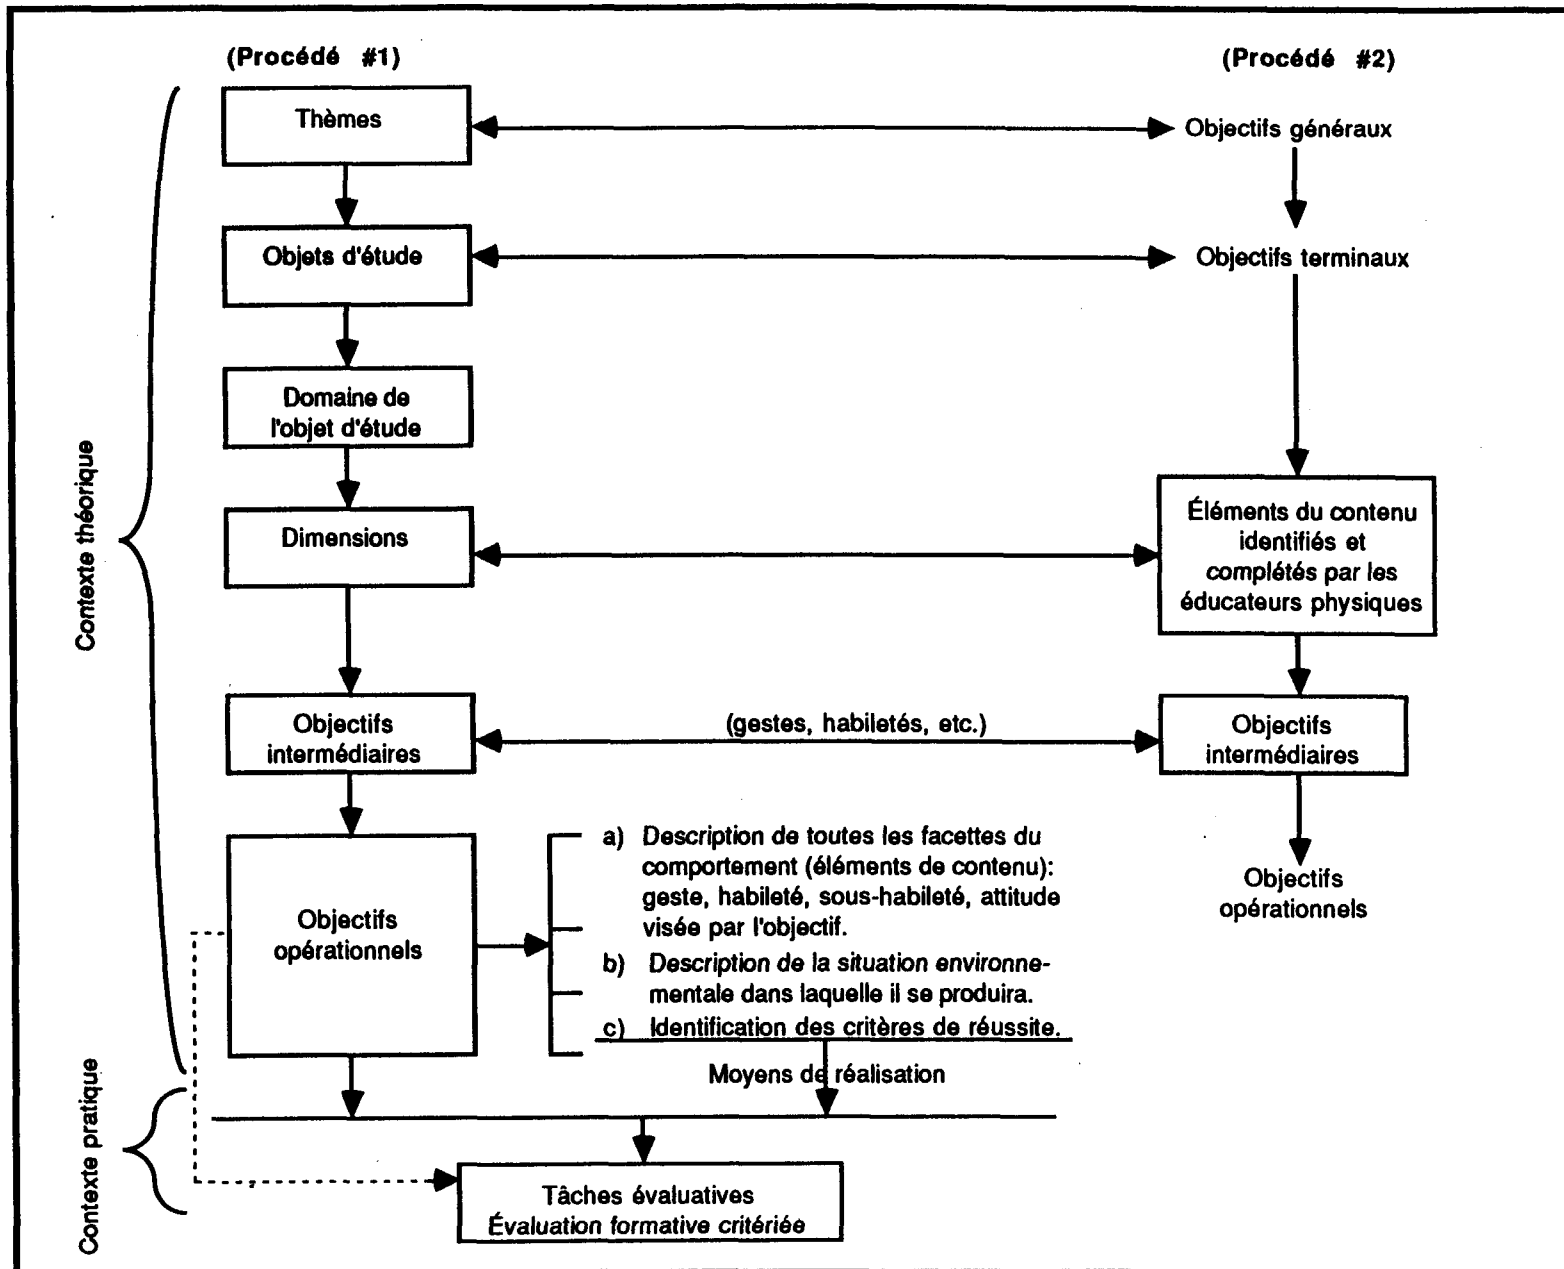 (Procédé #1)
(Procédé #2)
Thèmes
Objectifs généraux
Objets d'étude
Objectifs terminaux
Domaine de
l'objet d'étude
Contexte théorique
Dimensions
Éléments du contenu
identifiés et
complétés par les
éducateurs physiques
Objectifs
intermédiaires
(gestes, habiletés, etc.)
Objectifs
intermédiaires
Objectifs
opérationnels
a) Description de toutes les facettes du
comportement (éléments de contenu):
geste, habileté, sous-habileté, attitude
visée par l'objectif.
b) Description de la situation environne-
mentale dans laquelle il se produira.
c) Identification des critères de réussite.
Objectifs
opérationnels
Moyens de réalisation
Contexte pratique
Tâches évaluatives
Évaluation formative critériée